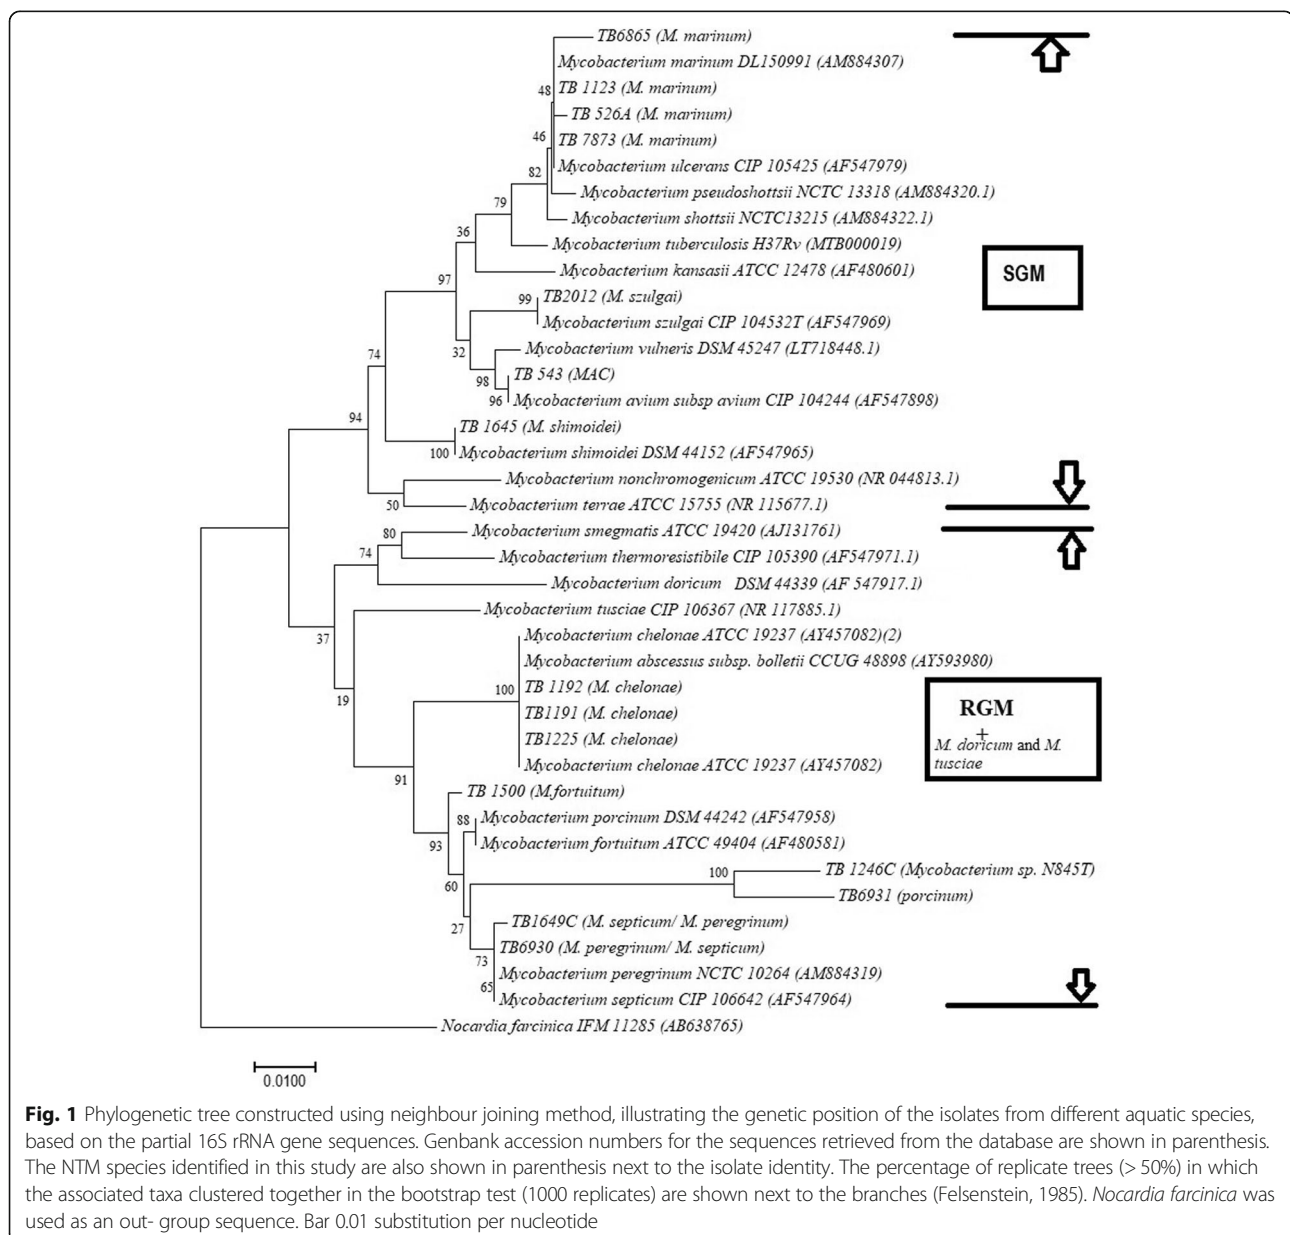 TB6865 (M. marinum)
Mycobacterium marinum DL150991 (AM884307)
48
TB 1123 (M. marinum)
TB 526A (M. marinum)
46
TB 7873 (M. marinum)
Mycobacterium ulcerans CIP 105425 (AF547979)
82
Mycobacterium pseudoshottsii NCTC 13318 (AM884320.1)
79
Mycobacterium shottsii NCTC13215 (AM884322.1)
36
Mycobacterium tuberculosis H37Rv (MTB000019)
Mycobacterium kansasii ATCC 12478 (AF480601)
SGM
97
99
TB2012 (M. szulgai)
Mycobacterium szulgai CIP 104532T (AF547969)
32
Mycobacterium vulneris DSM 45247 (LT718448.1)
74
98
TB 543 (MAC)
96
Mycobacterium avium subsp avium CIP 104244 (AF547898)
94
TB 1645 (M. shimoidei)
100
Mycobacterium shimoidei DSM 44152 (AF547965)
Mycobacterium nonchromogenicum ATCC 19530 (NR 044813.1)
50
Mycobacterium terrae ATCC 15755 (NR 115677.1)
80
Mycobacterium smegmatis ATCC 19420 (AJ131761)
74
Mycobacterium thermoresistibile CIP 105390 (AF547971.1)
Mycobacterium doricum DSM 44339 (AF 547917.1)
Mycobacterium tusciae CIP 106367 (NR 117885.1)
37
Mycobacterium chelonae ATCC 19237 (AY457082)(2)
Mycobacterium abscessus subsp. bolletii CCUG 48898 (AY593980)
100
TB 1192 (M. chelonae)
19
TB1191 (M. chelonae)
TB1225 (M. chelonae)
Mycobacterium chelonae ATCC 19237 (AY457082)
RGM
+
M. doricum and M.
tusciae
91
TB 1500 (M.fortuitum)
88
Mycobacterium porcinum DSM 44242 (AF547958)
93
Mycobacterium fortuitum ATCC 49404 (AF480581)
100
TB 1246C (Mycobacterium sp. N845T)
60
TB6931 (porcinum)
27
TB1649C (M. septicum/ M. peregrinum)
TB6930 (M. peregrinum/ M. septicum)
73
Mycobacterium peregrinum NCTC 10264 (AM884319)
65
Mycobacterium septicum CIP 106642 (AF547964)
Nocardia farcinica IFM 11285 (AB638765)
0.0100
Fig. 1 Phylogenetic tree constructed using neighbour joining method, illustrating the genetic position of the isolates from different aquatic species,
based on the partial 16S rRNA gene sequences. Genbank accession numbers for the sequences retrieved from the database are shown in parenthesis.
The NTM species identified in this study are also shown in parenthesis next to the isolate identity. The percentage of replicate trees (> 50%) in which
the associated taxa clustered together in the bootstrap test (1000 replicates) are shown next to the branches (Felsenstein, 1985). Nocardia farcinica was
used as an out- group sequence. Bar 0.01 substitution per nucleotide